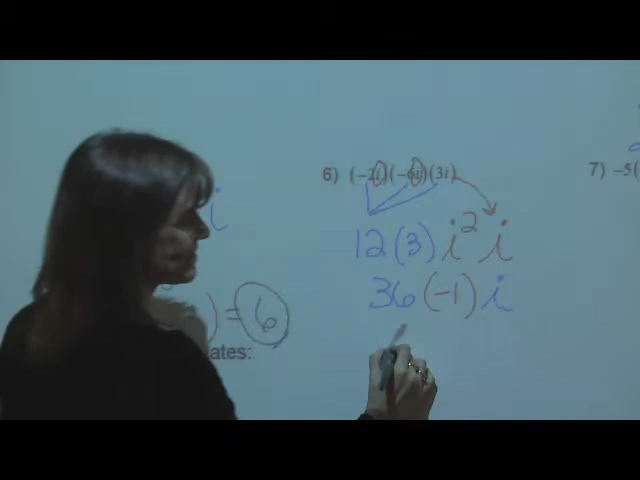 6) (-2i)(-6i)(3i)
7) -5(
i
12(3) i² i
36(-1) i
) = 6
ates: